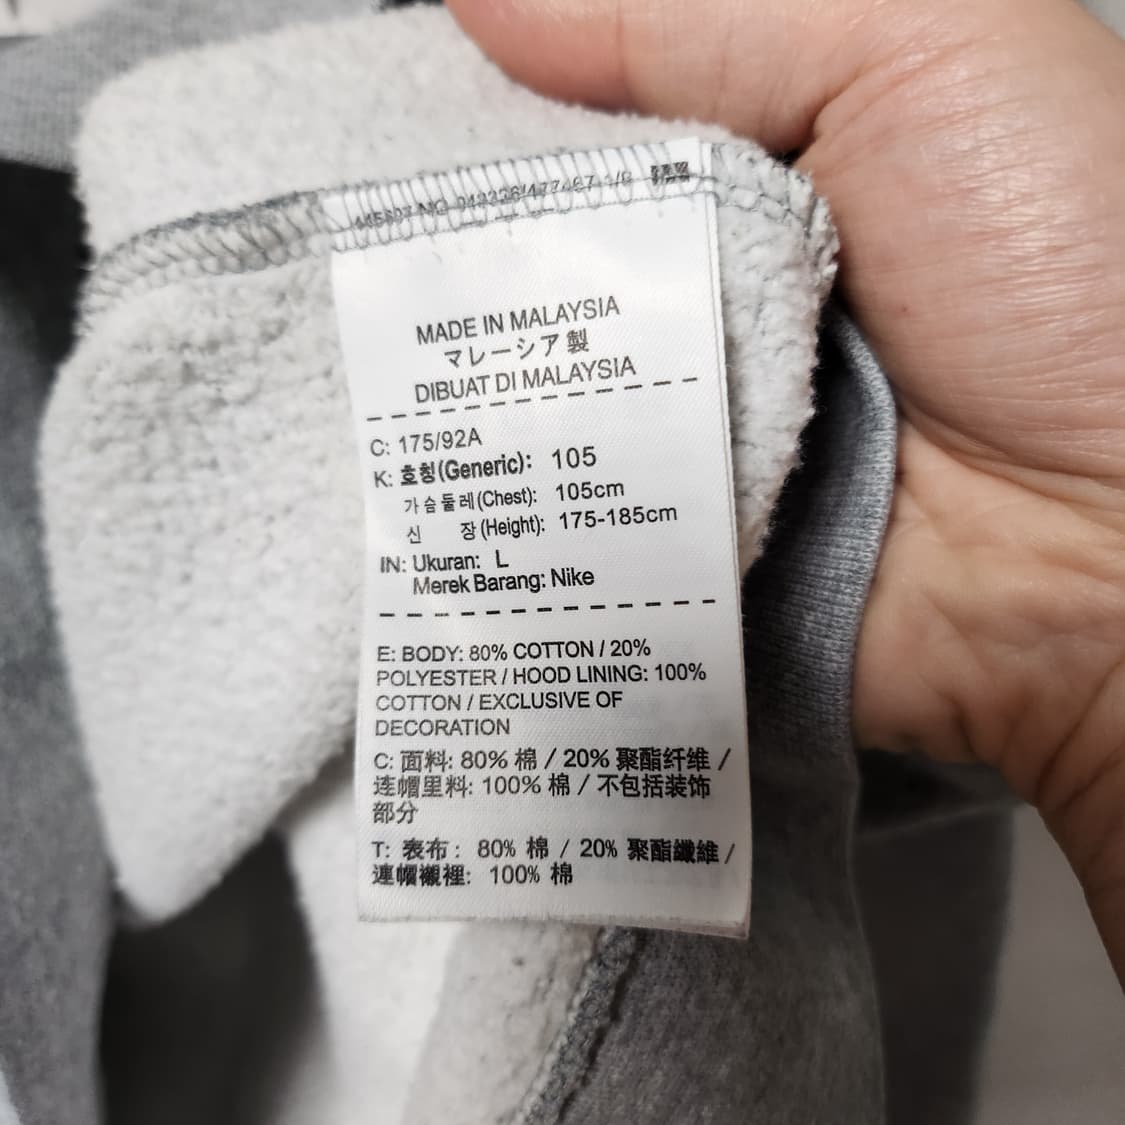 MADE IN MALAYSIA
マレーシア製
DIBUAT DI MALAYSIA
C: 175/92A
K: 호칭(Generic): 105
가슴둘레(Chest): 105cm
신 장(Height): 175-185cm
IN: Ukuran: L
Merek Barang: Nike
E: BODY: 80% COTTON / 20%
POLYESTER / HOOD LINING: 100%
COTTON / EXCLUSIVE OF
DECORATION
C: 面料: 80% 棉 / 20% 聚酯纤维 /
连帽里料: 100% 棉 / 不包括装饰
部分
T: 表布: 80% 棉 / 20% 聚酯纖維 /
連帽襯裡: 100% 棉